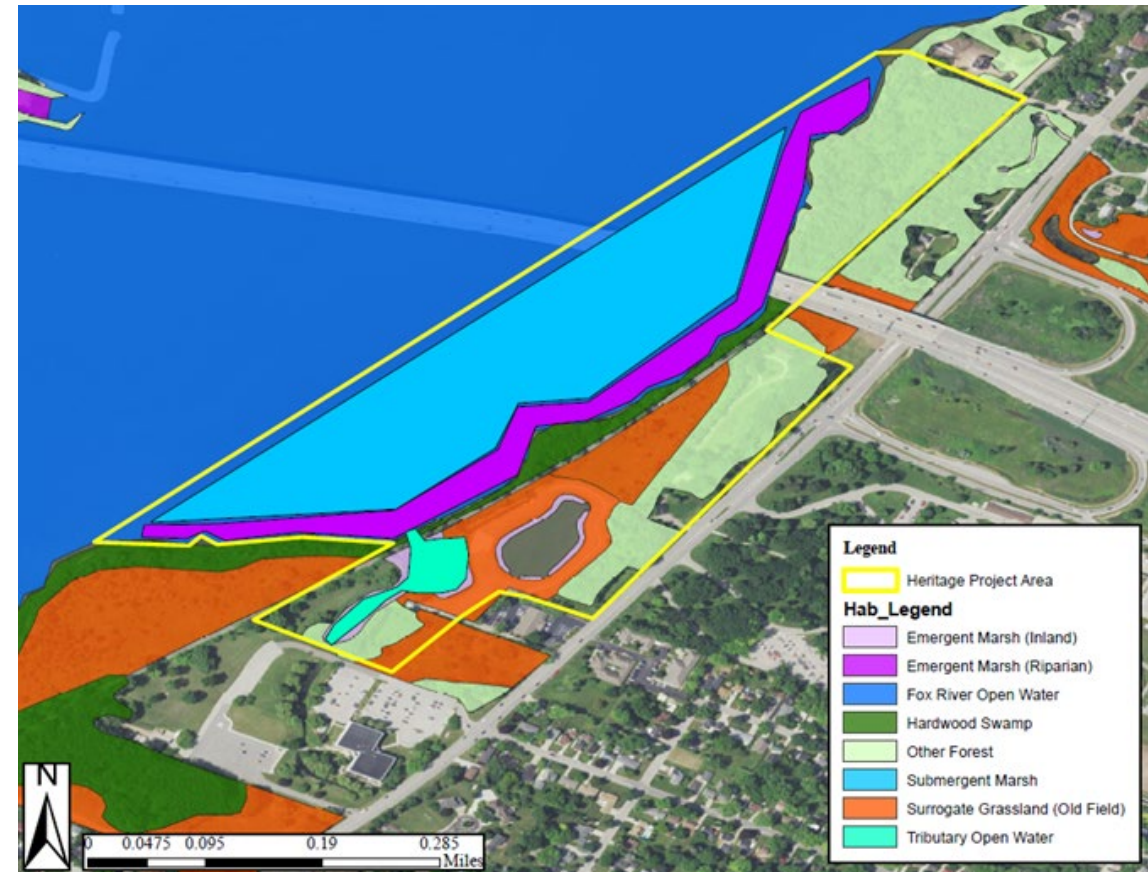 Legend
Heritage Project Area
Hab_Legend
Emergent Marsh (Inland)
Emergent Marsh (Riparian)
Fox River Open Water
Hardwood Swamp
Other Forest
Submergent Marsh
Surrogate Grassland (Old Field)
Tributary Open Water
N
0 0.0475 0.095 0.19 0.285
Miles